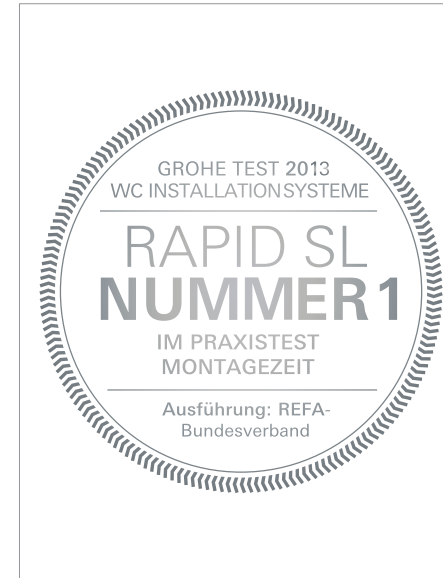 GROHE TEST 2013
WC INSTALLATIONSYSTEME
RAPID SL
NUMMER 1
IM PRAXISTEST
MONTAGEZEIT
Ausführung: REFA-
Bundesverband